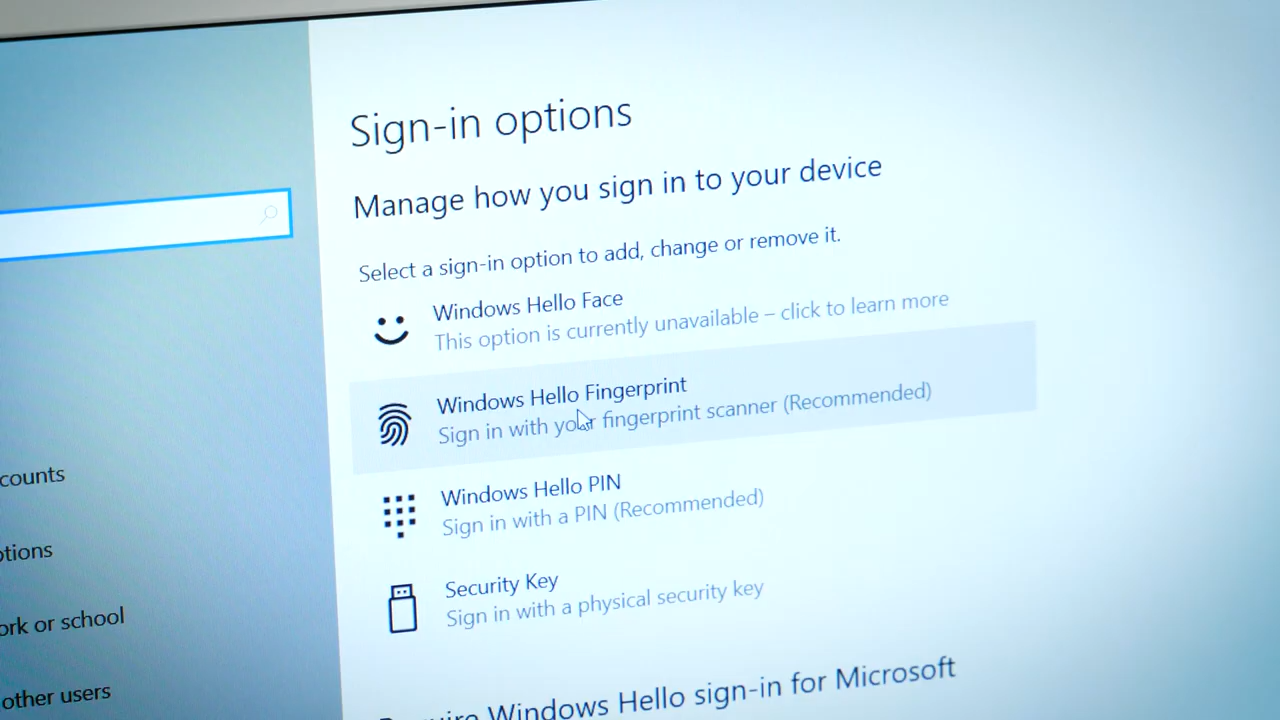 Sign-in options
Manage how you sign in to your device
Select a sign-in option to add, change or remove it.
Windows Hello Face
This option is currently unavailable – click to learn more
Windows Hello Fingerprint
Sign in with your fingerprint scanner (Recommended)
Windows Hello PIN
Sign in with a PIN (Recommended)
Security Key
Sign in with a physical security key
Windows Hello sign-in for Microsoft
counts
ptions
ork or school
other users